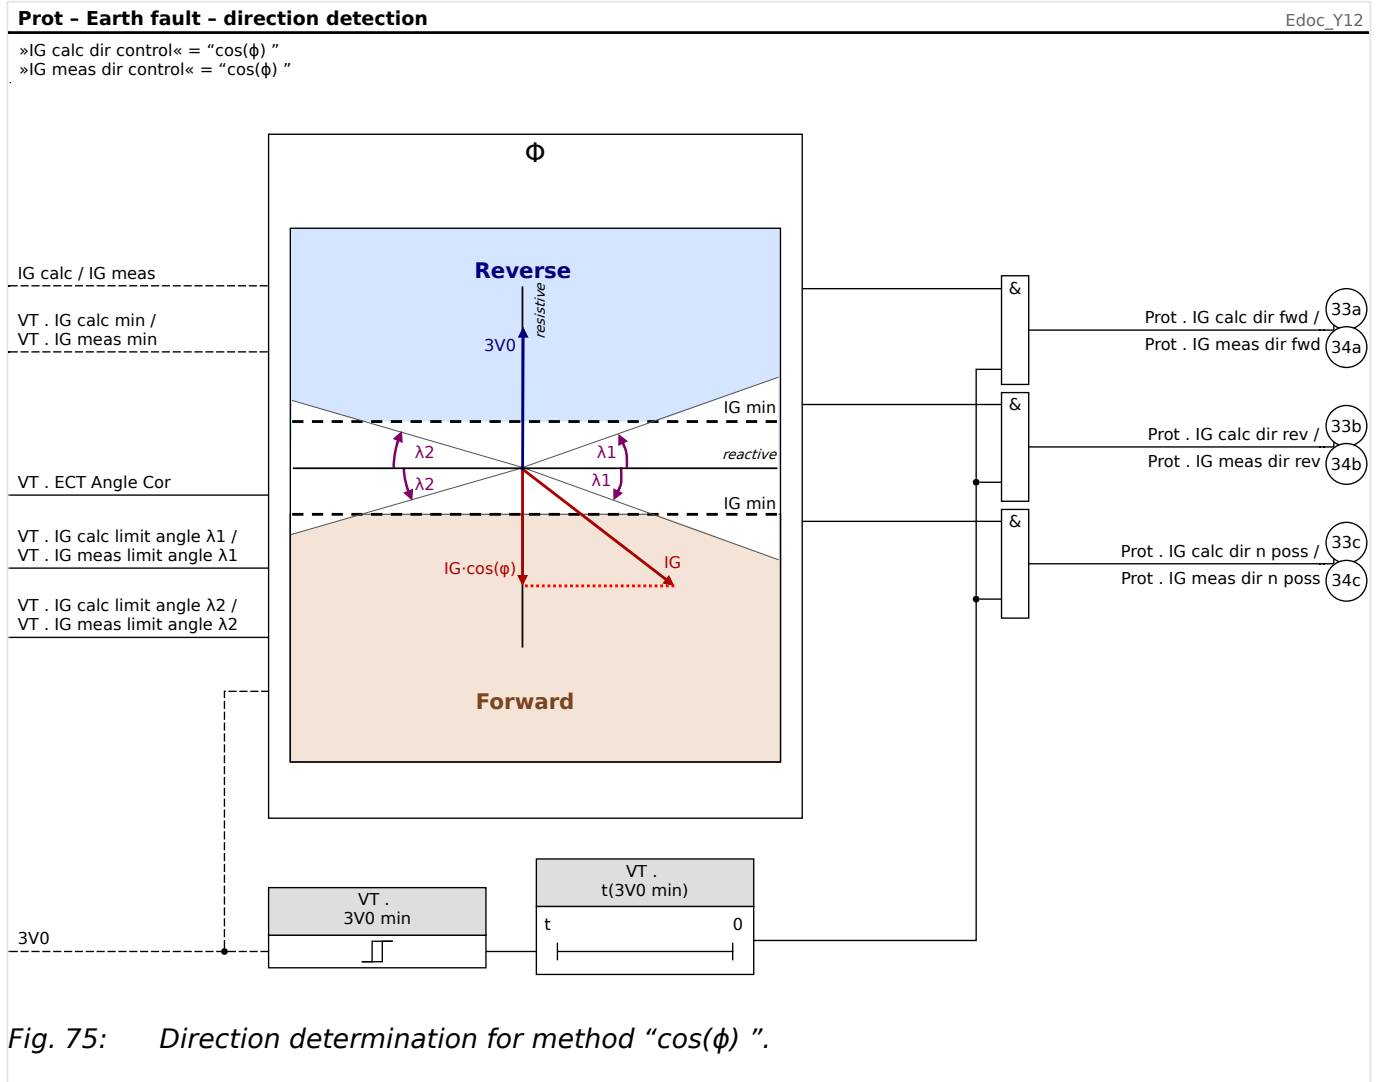 Prot – Earth fault – direction detection
Edoc_Y12
»IG calc dir control« = “cos(ϕ) ”
»IG meas dir control« = “cos(ϕ) ”
Φ
Reverse
resistive
3V0
IG min
λ2
λ1
reactive
λ2
λ1
IG min
IG·cos(φ)
IG
Forward
IG calc / IG meas
VT . IG calc min /
VT . IG meas min
VT . ECT Angle Cor
VT . IG calc limit angle λ1 /
VT . IG meas limit angle λ1
VT . IG calc limit angle λ2 /
VT . IG meas limit angle λ2
3V0
VT .
3V0 min
VT .
t(3V0 min)
t
0
&
Prot . IG calc dir fwd /
33a
Prot . IG meas dir fwd
34a
&
Prot . IG calc dir rev /
33b
Prot . IG meas dir rev
34b
&
Prot . IG calc dir n poss /
33c
Prot . IG meas dir n poss
34c
Fig. 75: Direction determination for method “cos(ϕ) ”.